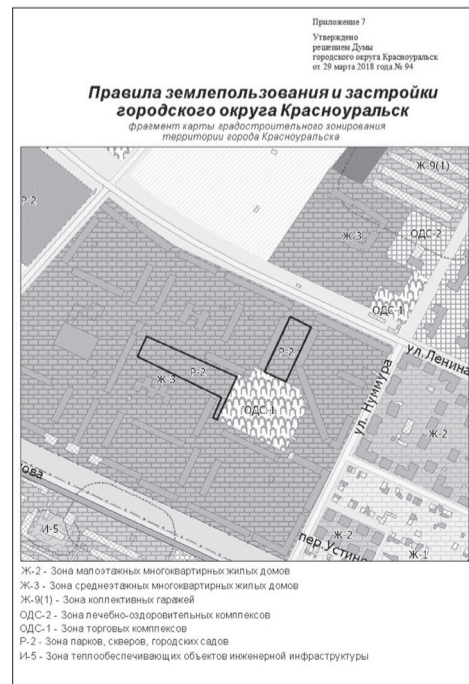 Приложение 7
Утверждено
решением Думы
городского округа Красноуральск
от 29 марта 2018 года № 94
Правила землепользования и застройки
городского округа Красноуральск
фрагмент карты градостроительного зонирования
территории города Красноуральска
Ж-9(1)
Р-2
ОДС-2
Ж-3
ОДС-1
ул. Ленина
Р-2
Р-2
Ж-3
ОДС-1
ул. Нуммура
Ж-2
ова
И-5
Ж-2
пер. Устино
Ж-1
Ж-2 - Зона малоэтажных многоквартирных жилых домов
Ж-3 - Зона среднеэтажных многоквартирных жилых домов
Ж-9(1) - Зона коллективных гаражей
ОДС-2 - Зона лечебно-оздоровительных комплексов
ОДС-1 - Зона торговых комплексов
Р-2 - Зона парков, скверов, городских садов
И-5 - Зона теплообеспечивающих объектов инженерной инфраструктуры